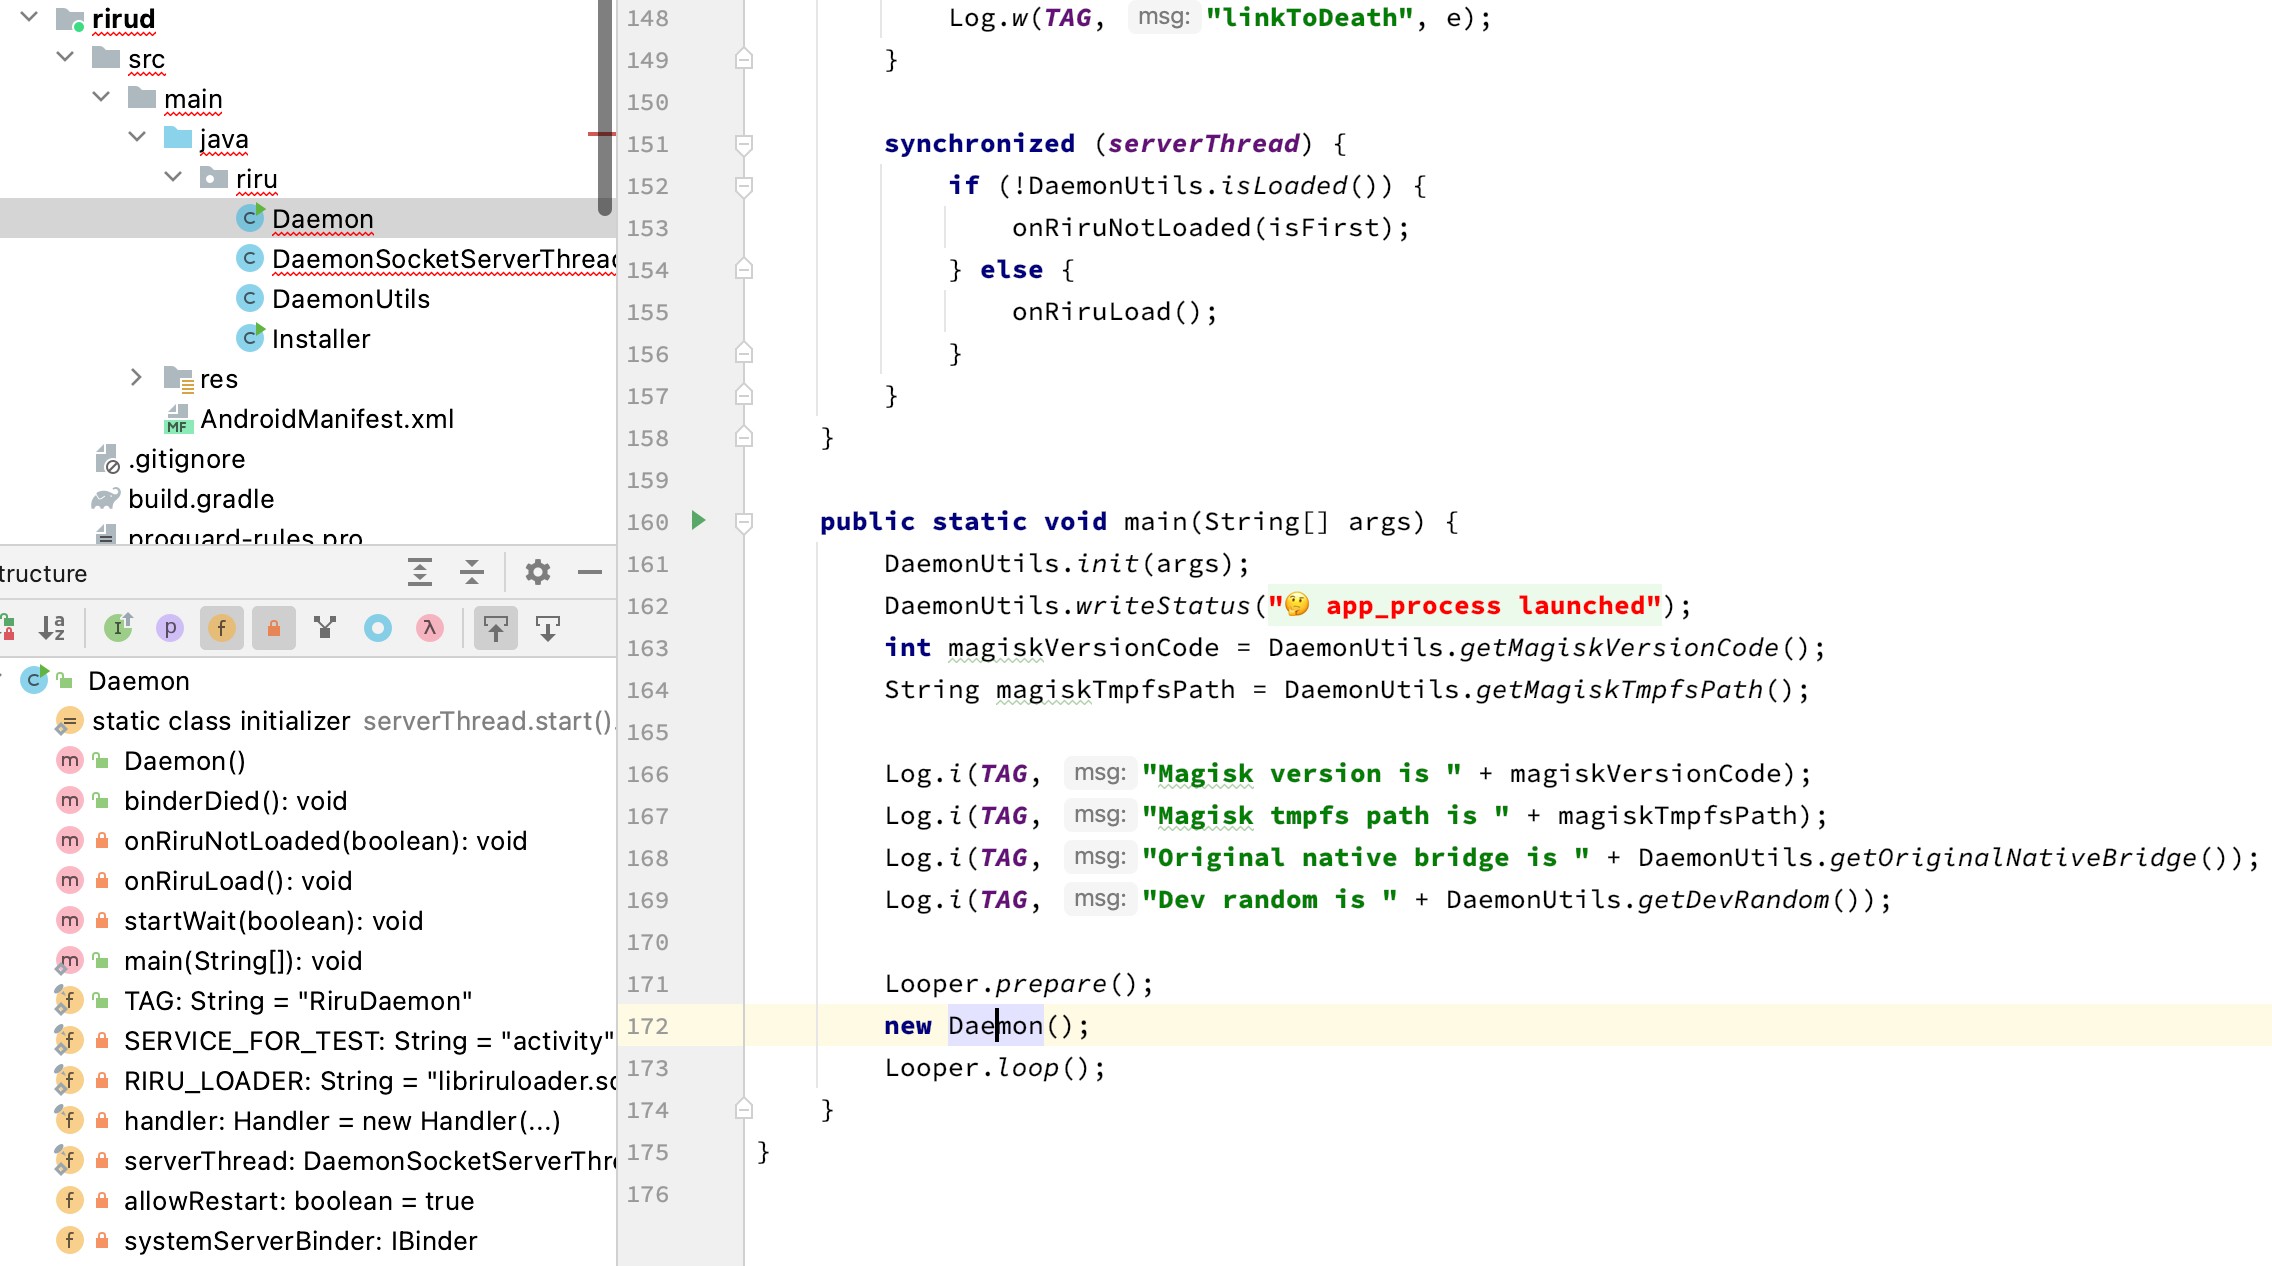 rirud
src
main
java
riru
Daemon
DaemonSocketServerThread
DaemonUtils
Installer
res
AndroidManifest.xml
.gitignore
build.gradle
proguard-rules.pro
tructure
Daemon
static class initializer serverThread.start()
Daemon()
binderDied(): void
onRiruNotLoaded(boolean): void
onRiruLoad(): void
startWait(boolean): void
main(String[]): void
TAG: String = "RiruDaemon"
SERVICE_FOR_TEST: String = "activity"
RIRU_LOADER: String = "libriruloader.so
handler: Handler = new Handler(...)
serverThread: DaemonSocketServerThr
allowRestart: boolean = true
systemServerBinder: IBinder
148 Log.w(TAG, msg: "linkToDeath", e);
149 }
150
151 synchronized (serverThread) {
152 if (!DaemonUtils.isLoaded()) {
153 onRiruNotLoaded(isFirst);
154 } else {
155 onRiruLoad();
156 }
157 }
158 }
159
160 public static void main(String[] args) {
161 DaemonUtils.init(args);
162 DaemonUtils.writeStatus("🤔 app_process launched");
163 int magiskVersionCode = DaemonUtils.getMagiskVersionCode();
164 String magiskTmpfsPath = DaemonUtils.getMagiskTmpfsPath();
165
166 Log.i(TAG, msg: "Magisk version is " + magiskVersionCode);
167 Log.i(TAG, msg: "Magisk tmpfs path is " + magiskTmpfsPath);
168 Log.i(TAG, msg: "Original native bridge is " + DaemonUtils.getOriginalNativeBridge());
169 Log.i(TAG, msg: "Dev random is " + DaemonUtils.getDevRandom());
170
171 Looper.prepare();
172 new Daemon();
173 Looper.loop();
174 }
175 }
176